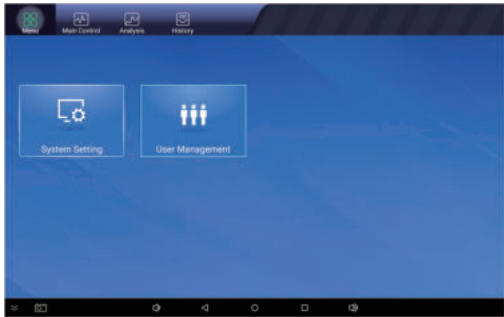 Menu
Main Control
Analysis
History
System Setting
User Management